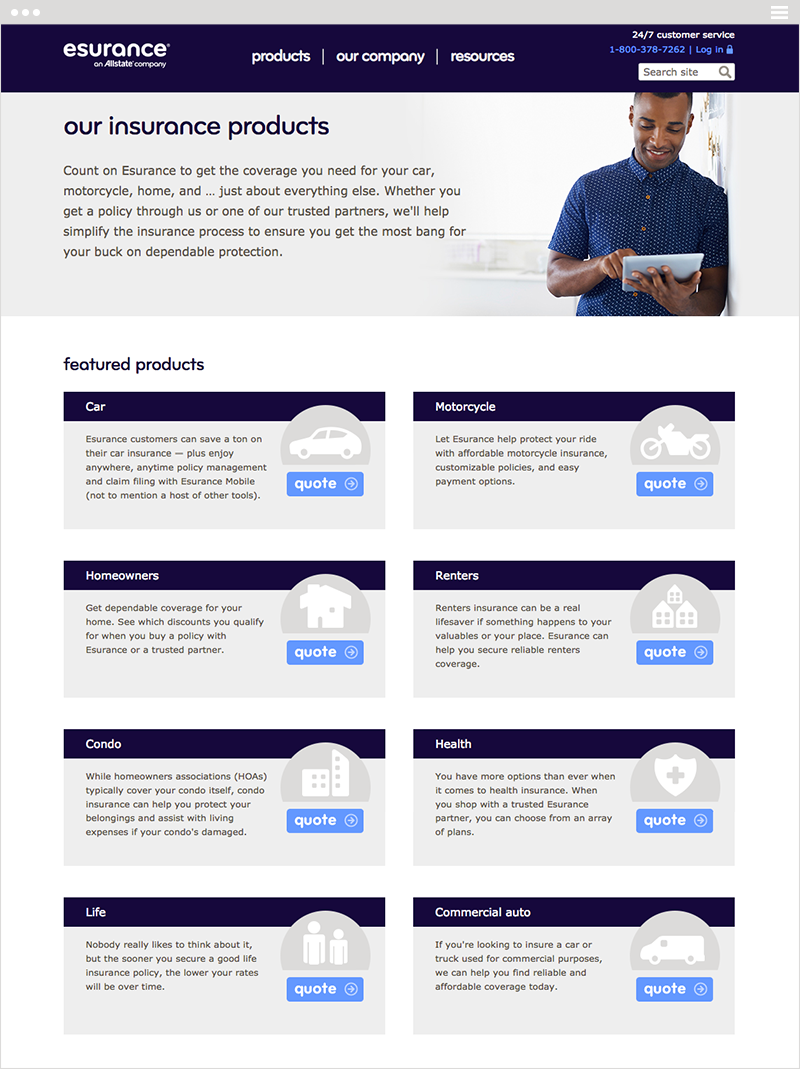 24/7 customer service
esurance®
an Allstate® company
products | our company | resources
1-800-378-7262 | Log in
Search site
our insurance products
Count on Esurance to get the coverage you need for your car,
motorcycle, home, and ... just about everything else. Whether you
get a policy through us or one of our trusted partners, we'll help
simplify the insurance process to ensure you get the most bang for
your buck on dependable protection.
featured products
Car
Esurance customers can save a ton on
their car insurance — plus enjoy
anywhere, anytime policy management
and claim filing with Esurance Mobile
(not to mention a host of other tools).
quote
Motorcycle
Let Esurance help protect your ride
with affordable motorcycle insurance,
customizable policies, and easy
payment options.
quote
Homeowners
Get dependable coverage for your
home. See which discounts you qualify
for when you buy a policy with
Esurance or a trusted partner.
quote
Renters
Renters insurance can be a real
lifesaver if something happens to your
valuables or your place. Esurance can
help you secure reliable renters
coverage.
quote
Condo
While homeowners associations (HOAs)
typically cover your condo itself, condo
insurance can help you protect your
belongings and assist with living
expenses if your condo's damaged.
quote
Health
You have more options than ever when
it comes to health insurance. When
you shop with a trusted Esurance
partner, you can choose from an array
of plans.
quote
Life
Nobody really likes to think about it,
but the sooner you secure a good life
insurance policy, the lower your rates
will be over time.
quote
Commercial auto
If you're looking to insure a car or
truck used for commercial purposes,
we can help you find reliable and
affordable coverage today.
quote